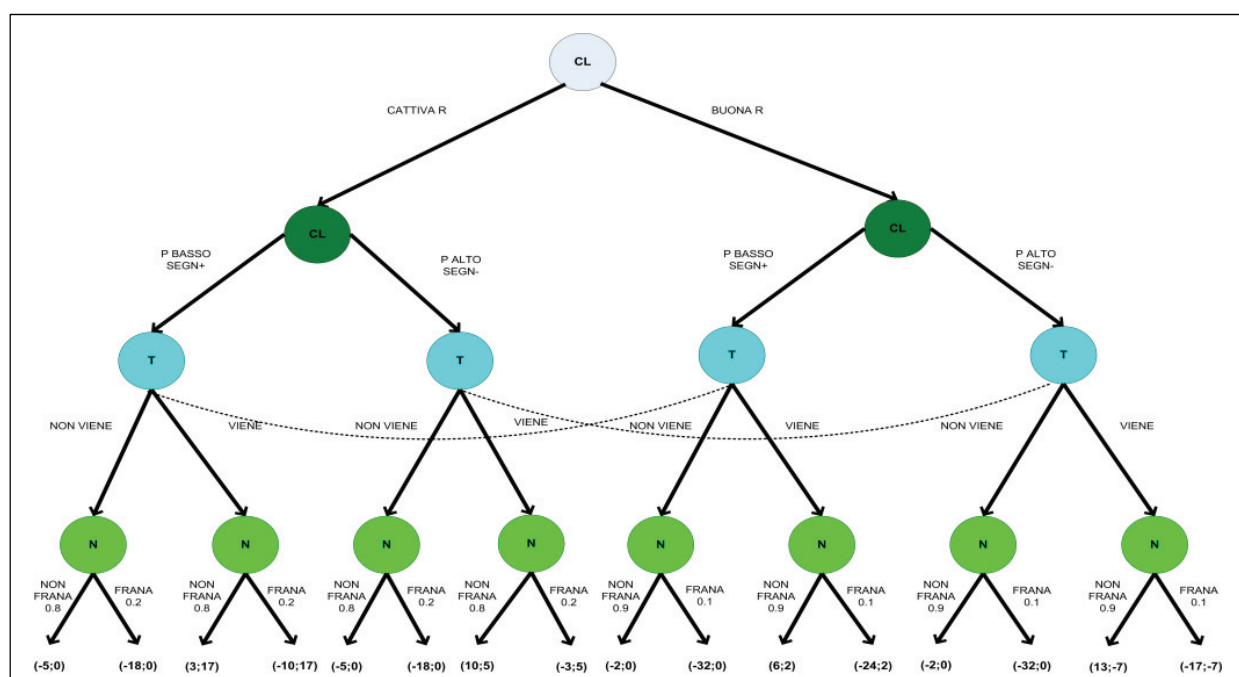 CL
CATTIVA R
BUONA R
CL
CL
P BASSO
SEGN+
P ALTO
SEGN-
P BASSO
SEGN+
P ALTO
SEGN-
T
T
T
T
NON VIENE
VIENE
NON VIENE
VIENE
NON VIENE
VIENE
NON VIENE
VIENE
N
N
N
N
N
N
N
N
NON
FRANA
0.8
FRANA
0.2
NON
FRANA
0.8
FRANA
0.2
NON
FRANA
0.8
FRANA
0.2
NON
FRANA
0.8
FRANA
0.2
NON
FRANA
0.9
FRANA
0.1
NON
FRANA
0.9
FRANA
0.1
NON
FRANA
0.9
FRANA
0.1
NON
FRANA
0.9
FRANA
0.1
(-5;0)
(-18;0)
(3;17)
(-10;17)
(-5;0)
(-18;0)
(10;5)
(-3;5)
(-2;0)
(-32;0)
(6;2)
(-24;2)
(-2;0)
(-32;0)
(13;-7)
(-17;-7)